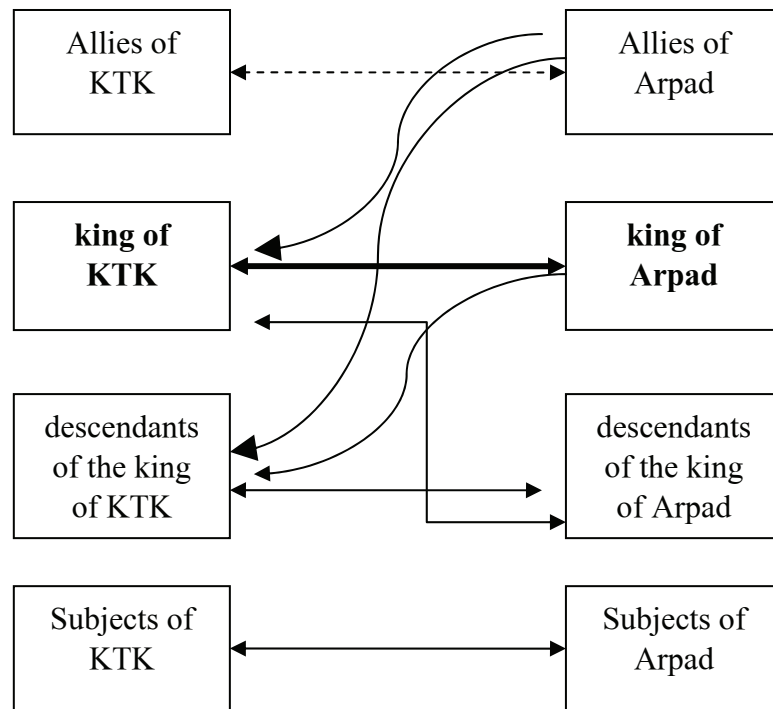 Allies of
KTK
Allies of
Arpad
king of
KTK
king of
Arpad
descendants
of the king
of KTK
descendants
of the king
of Arpad
Subjects of
KTK
Subjects of
Arpad